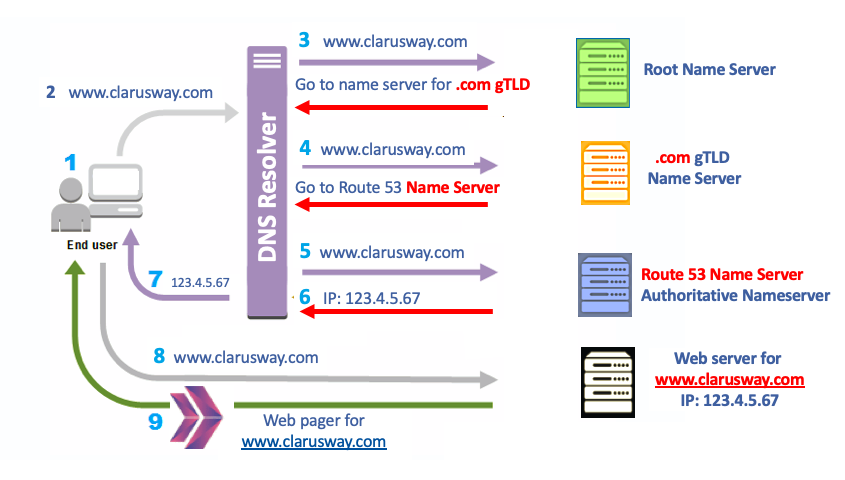 3 www.clarusway.com
Go to name server for .com gTLD
Root Name Server
2 www.clarusway.com
1
End user
DNS Resolver
4 www.clarusway.com
Go to Route 53 Name Server
.com gTLD
Name Server
5 www.clarusway.com
6 IP: 123.4.5.67
Route 53 Name Server
Authoritative Nameserver
7 123.4.5.67
8 www.clarusway.com
Web server for
www.clarusway.com
IP: 123.4.5.67
9
Web pager for
www.clarusway.com